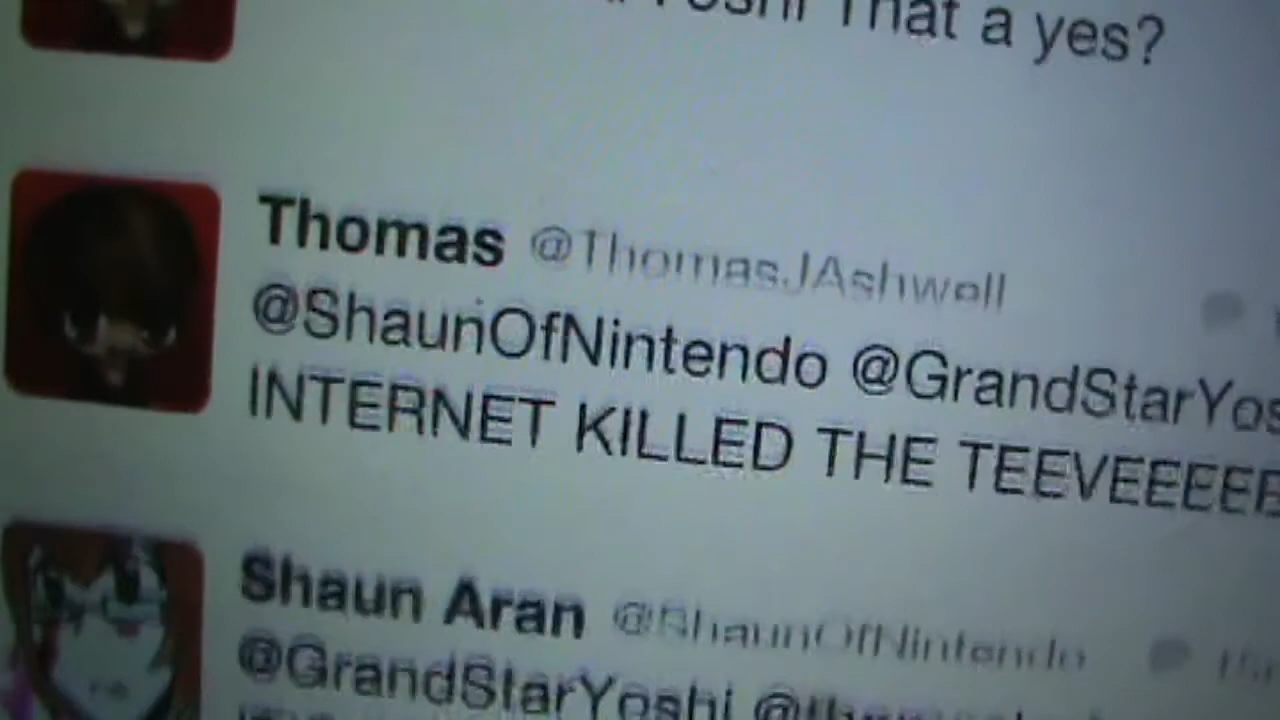 That a yes?
Thomas @ThomasJAshwell
@ShaunOfNintendo @GrandStarYos
INTERNET KILLED THE TEEVEEEEE
Shaun Aran @ShaunOfNintendo
@GrandStarYoshi